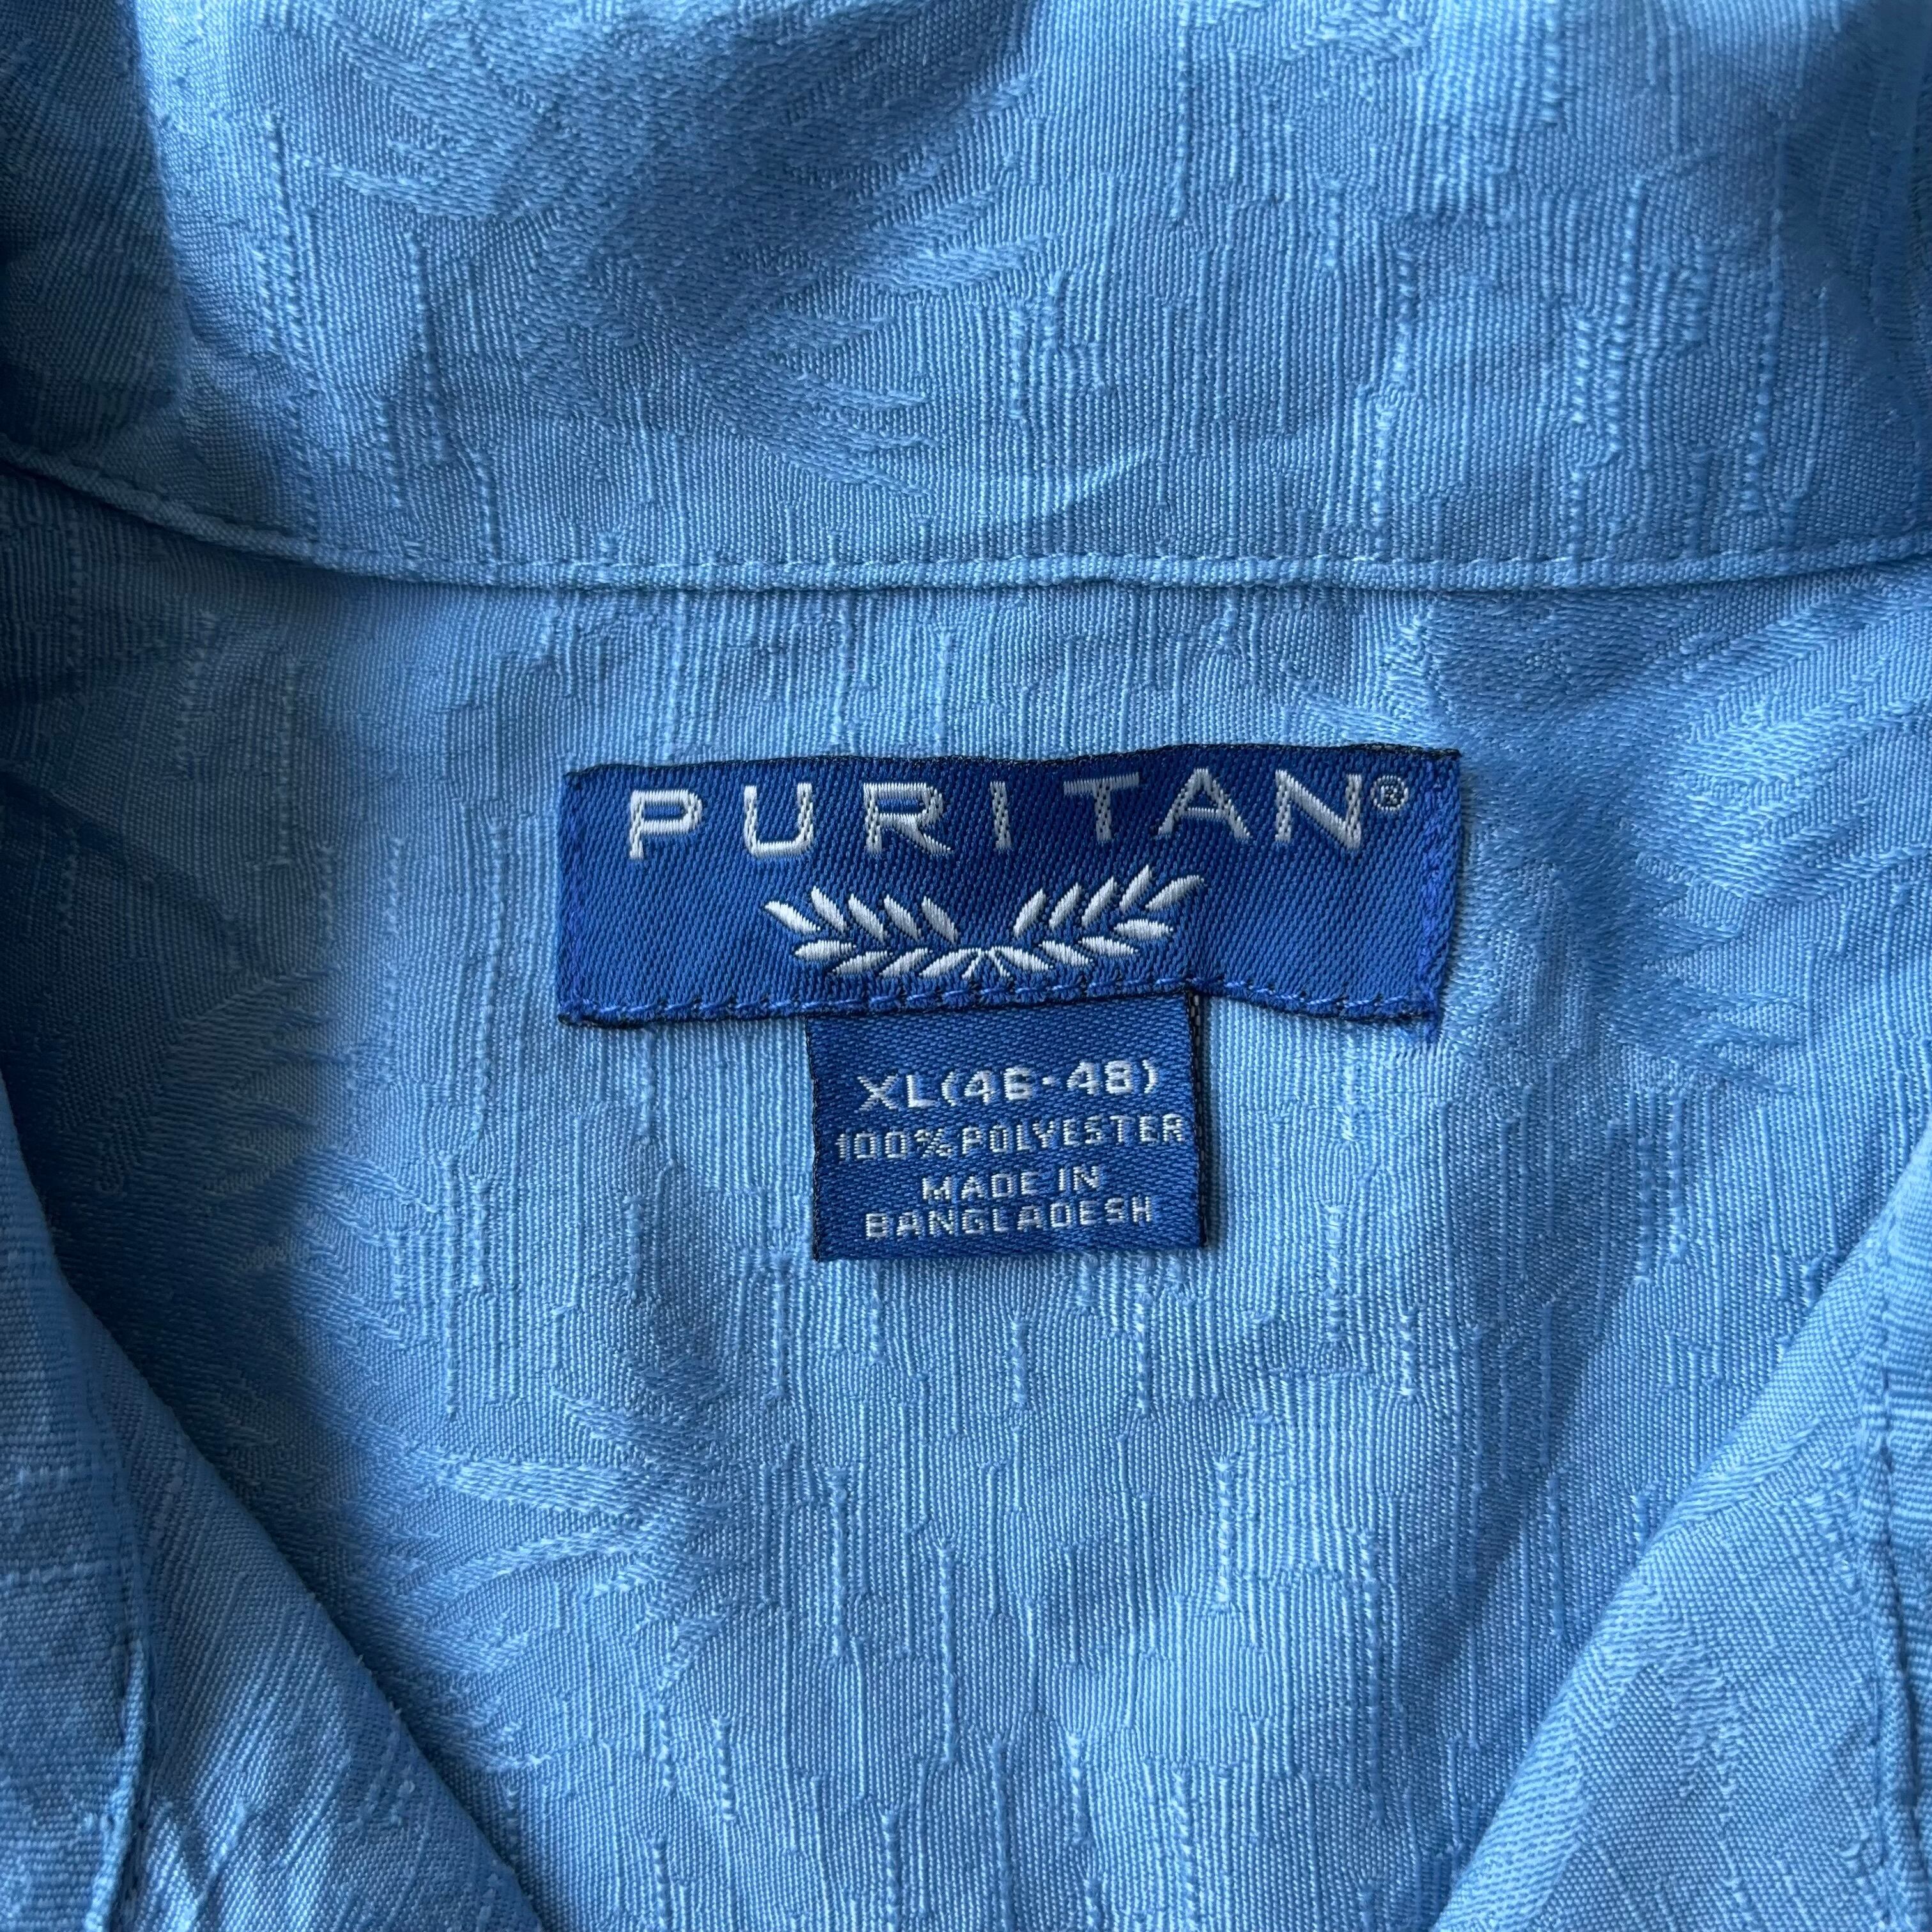 PURITAN®
XL(46-48)
100% POLYESTER
MADE IN
BANGLADESH